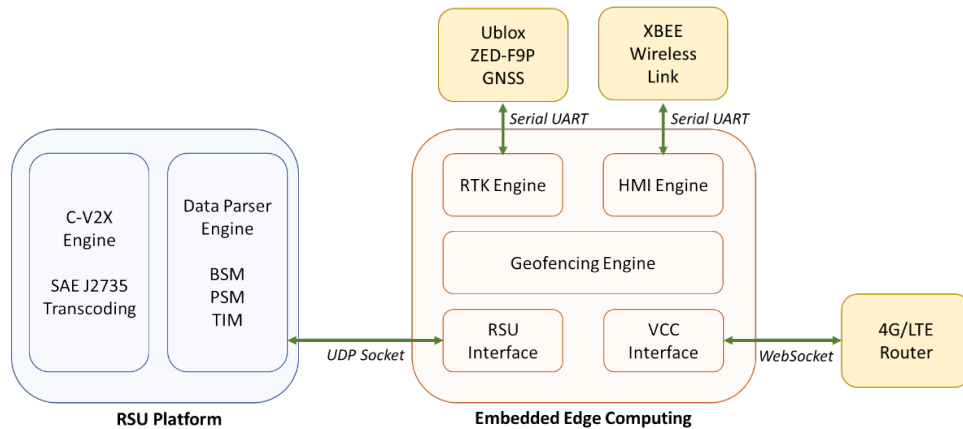 Ublox
ZED-F9P
GNSS
XBEE
Wireless
Link
Serial UART
Serial UART
C-V2X
Engine
SAE J2735
Transcoding
Data Parser
Engine
BSM
PSM
TIM
RTK Engine
HMI Engine
Geofencing Engine
RSU
Interface
VCC
Interface
UDP Socket
WebSocket
4G/LTE
Router
RSU Platform
Embedded Edge Computing